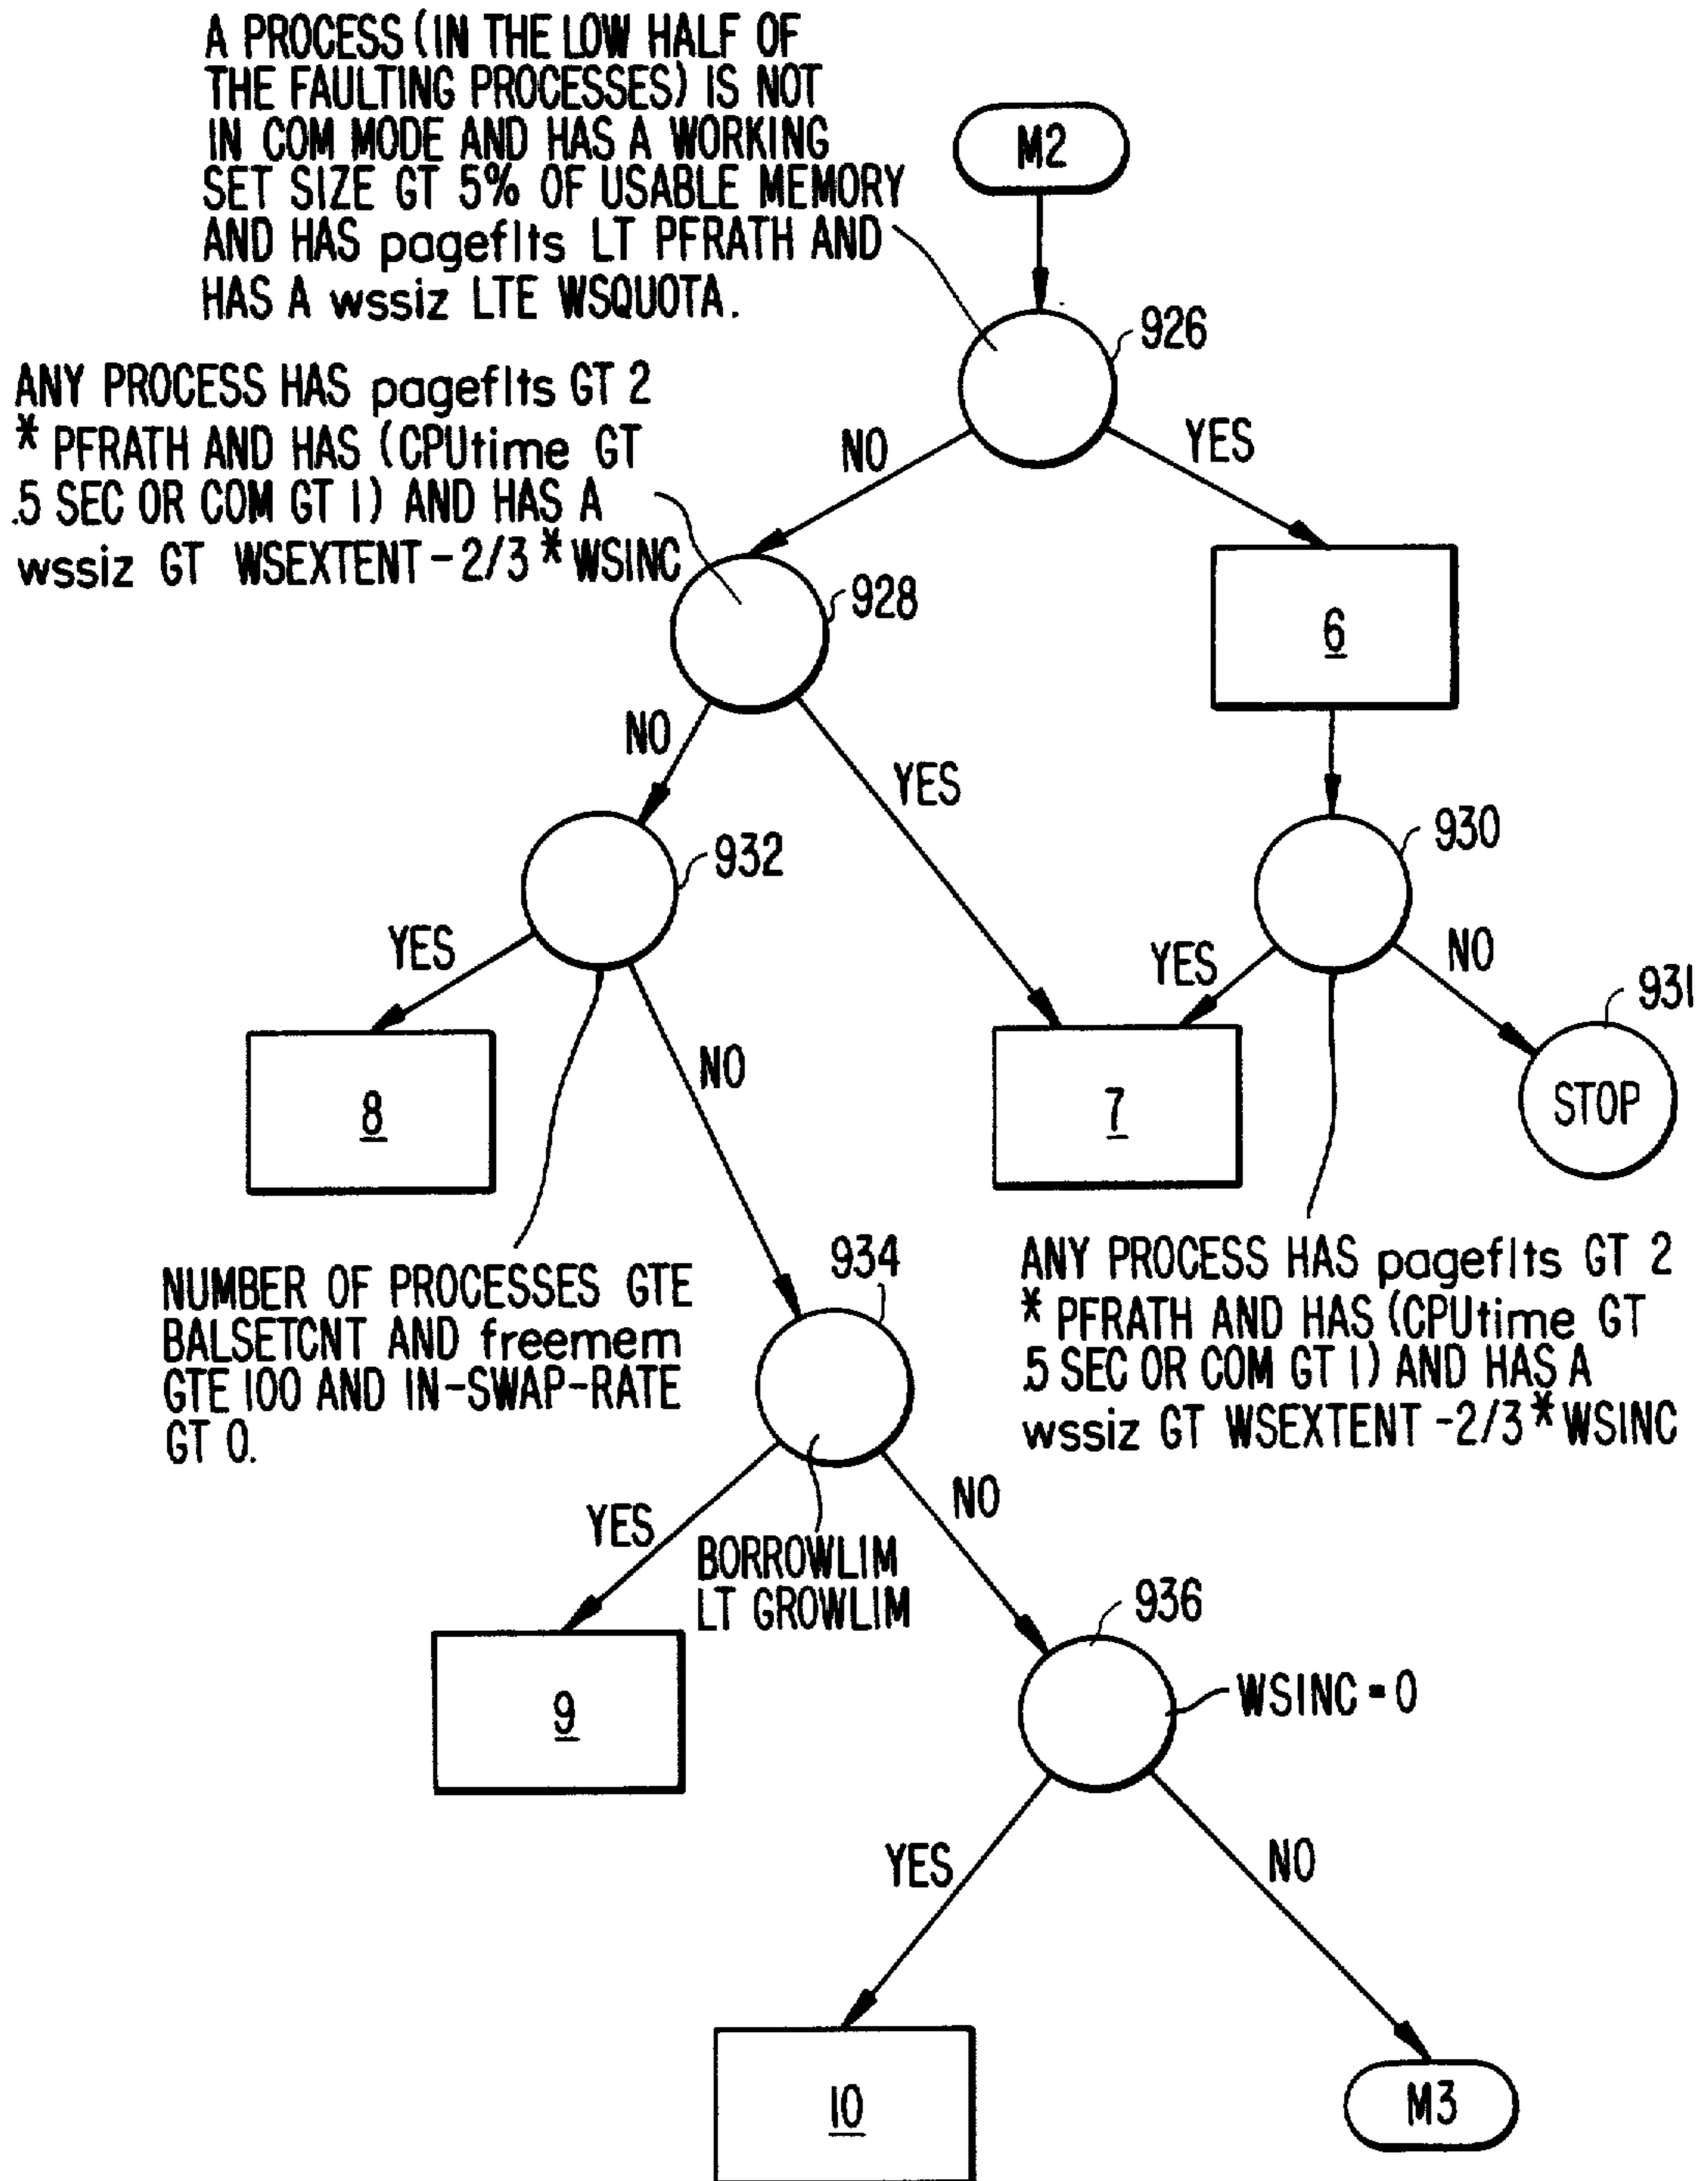 A PROCESS (IN THE LOW HALF OF
THE FAULTING PROCESSES) IS NOT
IN COM MODE AND HAS A WORKING
SET SIZE GT 5% OF USABLE MEMORY
AND HAS pageflts LT PFRATH AND
HAS A wssiz LTE WSQUOTA.
M2
926
ANY PROCESS HAS pageflts GT 2
* PFRATH AND HAS (CPUtime GT
.5 SEC OR COM GT 1) AND HAS A
wssiz GT WSEXTENT -2/3 * WSINC
NO
YES
928
6
NO
YES
932
930
YES
NO
YES
NO
931
8
7
STOP
NUMBER OF PROCESSES GTE
BALSETCNT AND freemem
GTE 100 AND IN-SWAP-RATE
GT 0.
934
ANY PROCESS HAS pageflts GT 2
* PFRATH AND HAS (CPUtime GT
.5 SEC OR COM GT 1) AND HAS A
wssiz GT WSEXTENT -2/3 * WSINC
YES
NO
BORROWLIM
LT GROWLIM
936
9
WSINC = 0
YES
NO
10
M3